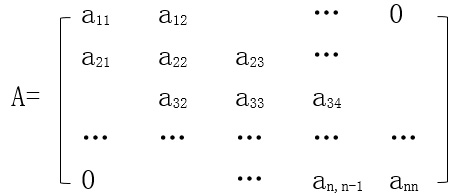 a₁₁ a₁₂ ··· 0
a₂₁ a₂₂ a₂₃ ···
A= a₃₂ a₃₃ a₃₄
··· ··· ··· ··· ···
0 ··· aₙ,ₙ₋₁ aₙₙ